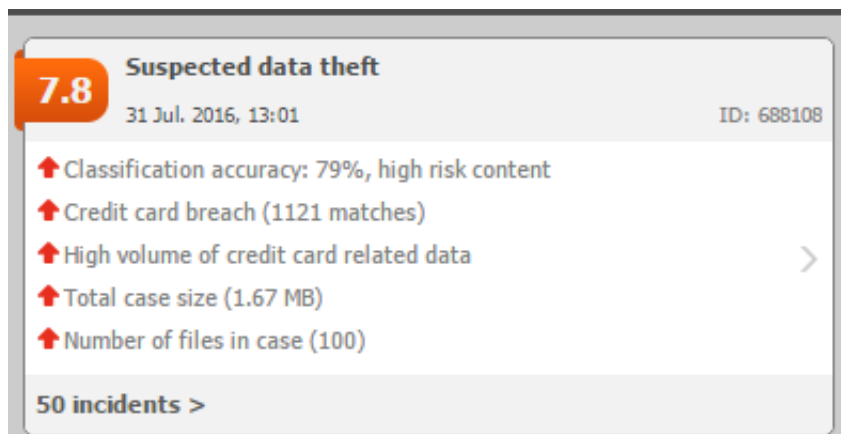 7.8
Suspected data theft
31 Jul. 2016, 13:01
ID: 688108
Classification accuracy: 79%, high risk content
Credit card breach (1121 matches)
High volume of credit card related data
Total case size (1.67 MB)
Number of files in case (100)
50 incidents >